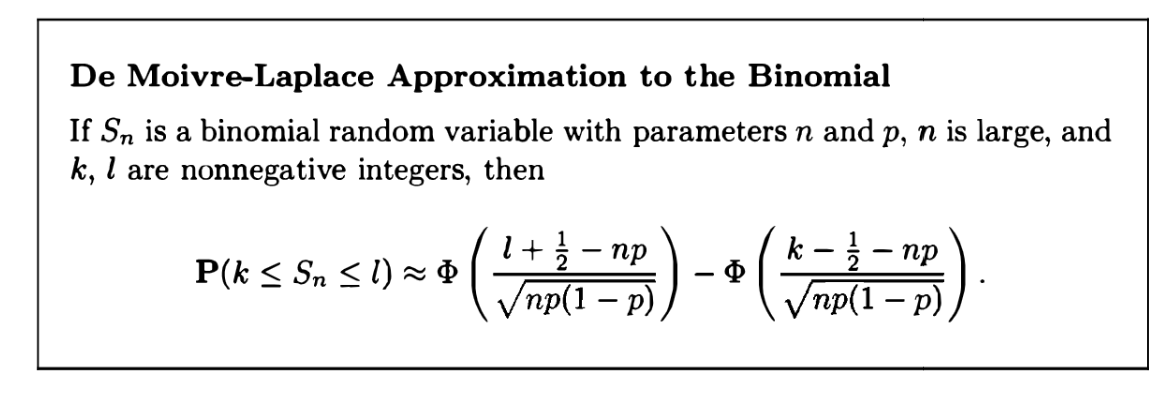 De Moivre-Laplace Approximation to the Binomial
If $S_n$ is a binomial random variable with parameters $n$ and $p$, $n$ is large, and
$k$, $l$ are nonnegative integers, then
$$\mathbf{P}(k \leq S_n \leq l) \approx \Phi \left( \frac{l + \frac{1}{2} - np}{\sqrt{np(1-p)}} \right) - \Phi \left( \frac{k - \frac{1}{2} - np}{\sqrt{np(1-p)}} \right).$$